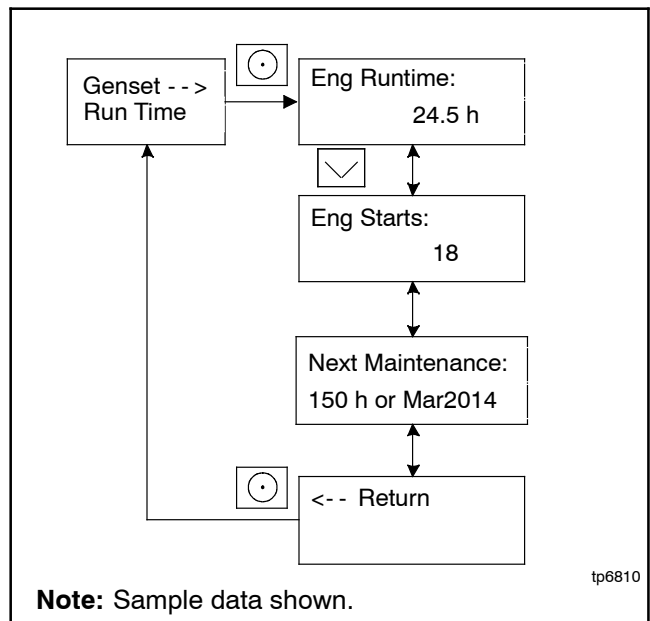 Genset - - >
Run Time
Eng Runtime:
24.5 h
Eng Starts:
18
Next Maintenance:
150 h or Mar2014
<- - Return
tp6810
Note: Sample data shown.